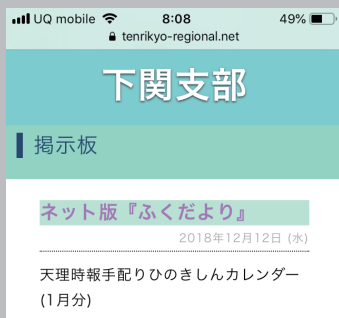 UQ mobile 8:08 49%
tenrikyo-regional.net
下関支部
掲示板
ネット版『ふくだより』
2018年12月12日 (水)
天理時報手配りひのきしんカレンダー
(1月分)